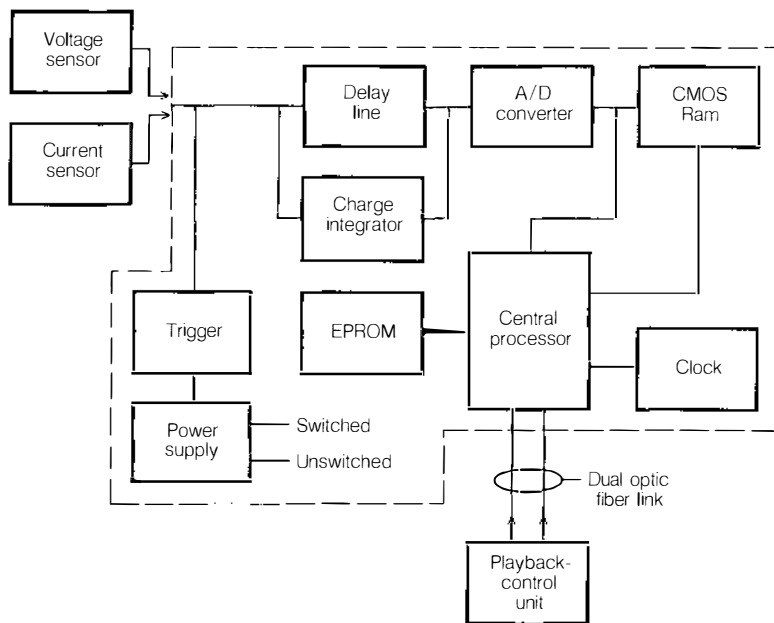 Voltage
sensor
Current
sensor
Delay
line
A/D
converter
CMOS
Ram
Charge
integrator
Trigger
EPROM
Central
processor
Clock
Power
supply
Switched
Unswitched
Dual optic
fiber link
Playback-
control
unit